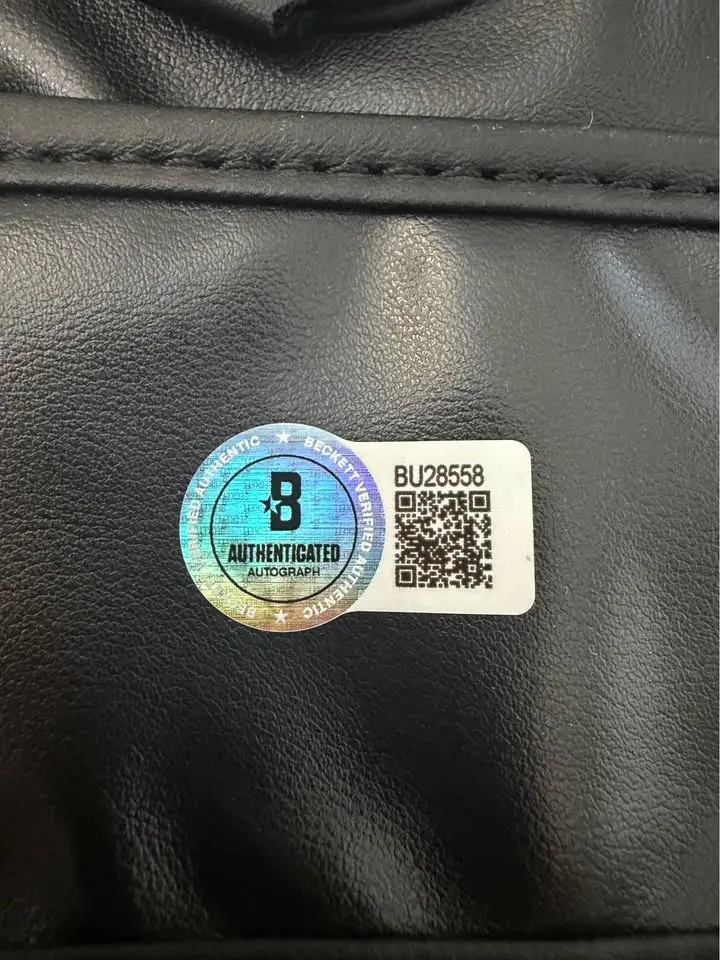 BECKETT VERIFIED AUTHENTIC
B
AUTHENTICATED
AUTOGRAPH
BU28558